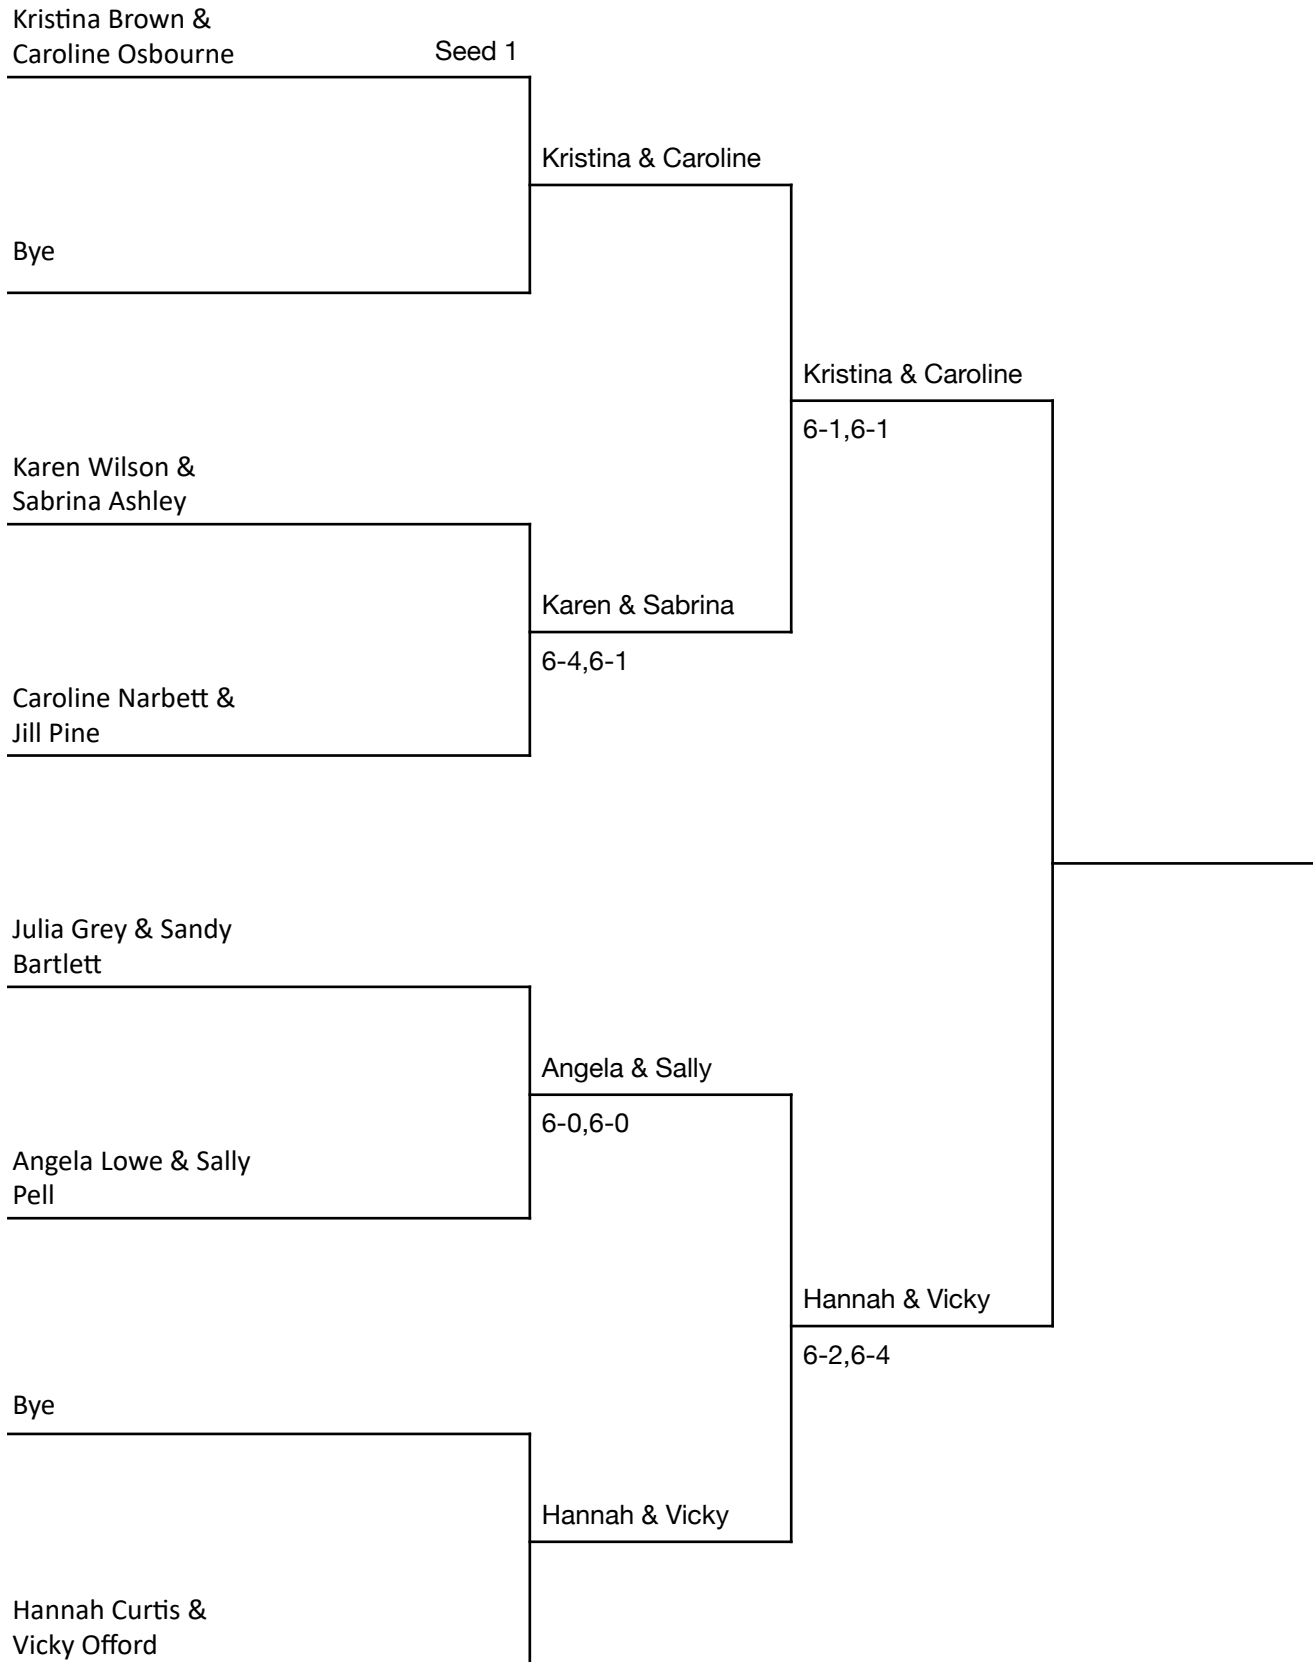 Kristina Brown &
Caroline Osbourne
Seed 1
Kristina & Caroline
Bye
Kristina & Caroline
6-1,6-1
Karen Wilson &
Sabrina Ashley
Karen & Sabrina
6-4,6-1
Caroline Narbett &
Jill Pine
Julia Grey & Sandy
Bartlett
Angela & Sally
6-0,6-0
Angela Lowe & Sally
Pell
Hannah & Vicky
6-2,6-4
Bye
Hannah & Vicky
Hannah Curtis &
Vicky Offord